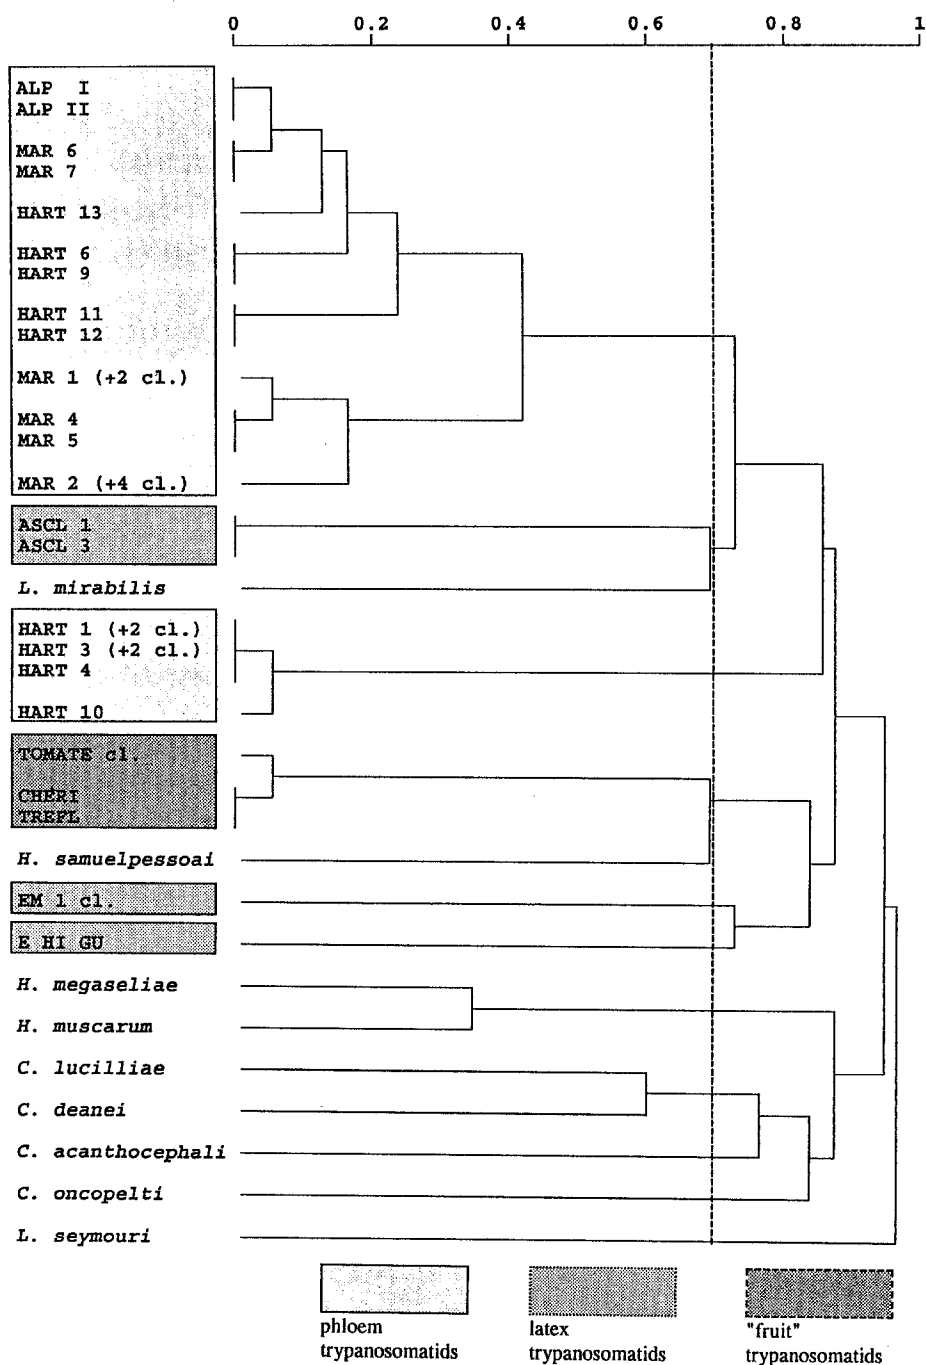 0 0.2 0.4 0.6 0.8 1
ALP I
ALP II
MAR 6
MAR 7
HART 13
HART 6
HART 9
HART 11
HART 12
MAR 1 (+2 cl.)
MAR 4
MAR 5
MAR 2 (+4 cl.)
ASCL 1
ASCL 3
L. mirabilis
HART 1 (+2 cl.)
HART 3 (+2 cl.)
HART 4
HART 10
TOMATE cl.
CHERI
TREFL
H. samuelpessoai
EM 1 cl.
E HI GU
H. megaseliae
H. muscarum
C. lucilliae
C. deanei
C. acanthocephali
C. oncopelti
L. seymouri
phloem
trypanosomatids
latex
trypanosomatids
"fruit"
trypanosomatids